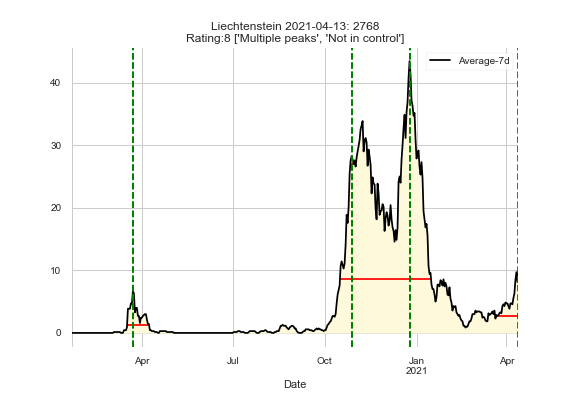 Liechtenstein 2021-04-13: 2768
Rating:8 ['Multiple peaks', 'Not in control']
Average-7d
40
30
20
10
0
Apr
Jul
Oct
Jan
2021
Apr
Date